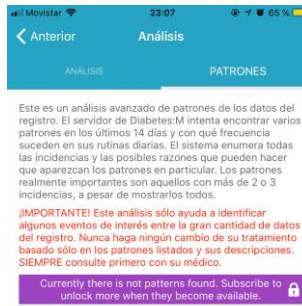 Movistar 23:07 65 %
Anterior Análisis
ANÁLISIS PATRONES
Este es un análisis avanzado de patrones de los datos del
registro. El servidor de Diabetes:M intenta encontrar varios
patrones en los últimos 14 días y con qué frecuencia
suceden en sus rutinas diarias. El sistema enumera todas
las incidencias y las posibles razones que pueden hacer
que aparezcan los patrones en particular. Los patrones
realmente importantes son aquellos con más de 2 o 3
incidencias, a pesar de mostrarlos todos.
¡IMPORTANTE! Este análisis sólo ayuda a identificar
algunos eventos de interés entre la gran cantidad de datos
del registro. Nunca haga ningún cambio de su tratamiento
basado sólo en los patrones listados y sus descripciones.
SIEMPRE consulte primero con su médico.
Currently there is not patterns found. Subscribe to
unlock more when they become available.